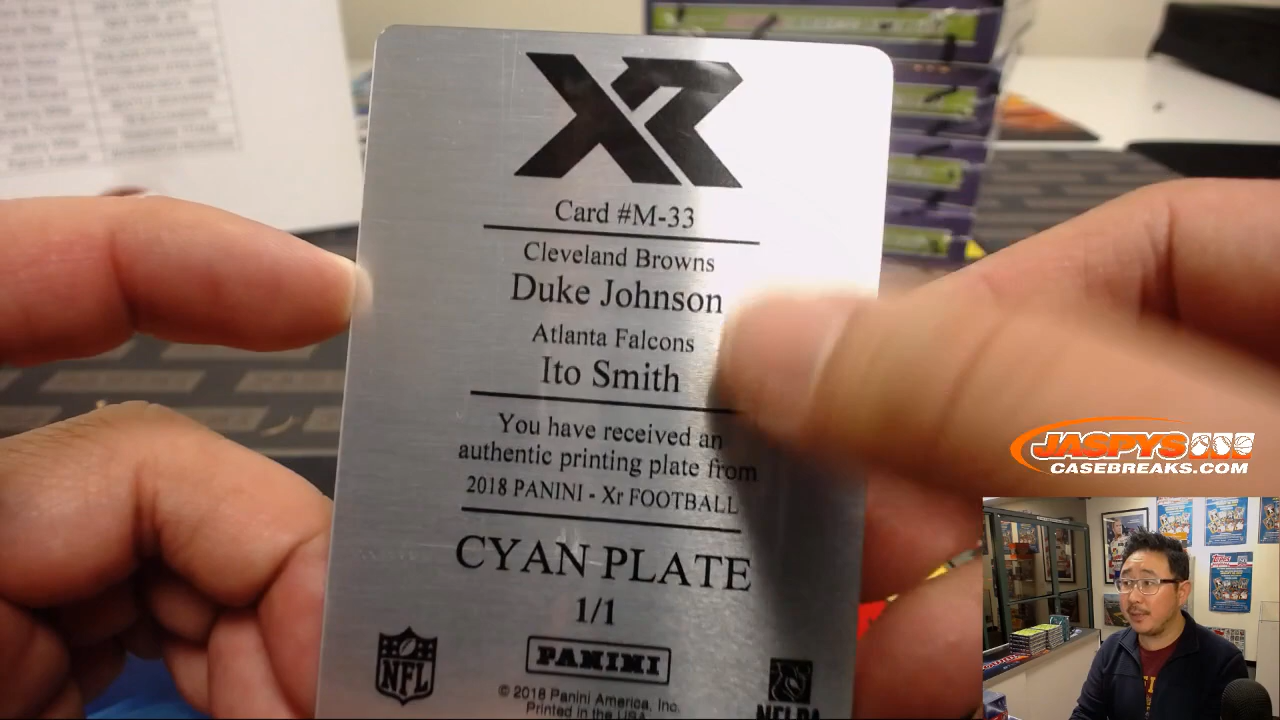 XR
Card #M-33
Cleveland Browns
Duke Johnson
Atlanta Falcons
Ito Smith
You have received an
authentic printing plate from
2018 PANINI - Xr FOOTBALL
CYAN PLATE
1/1
NFL
PANINI
© 2018 Panini America, Inc.
Printed in the USA
NFLPA
JASPYS
CASEBREAKS.COM
Topps